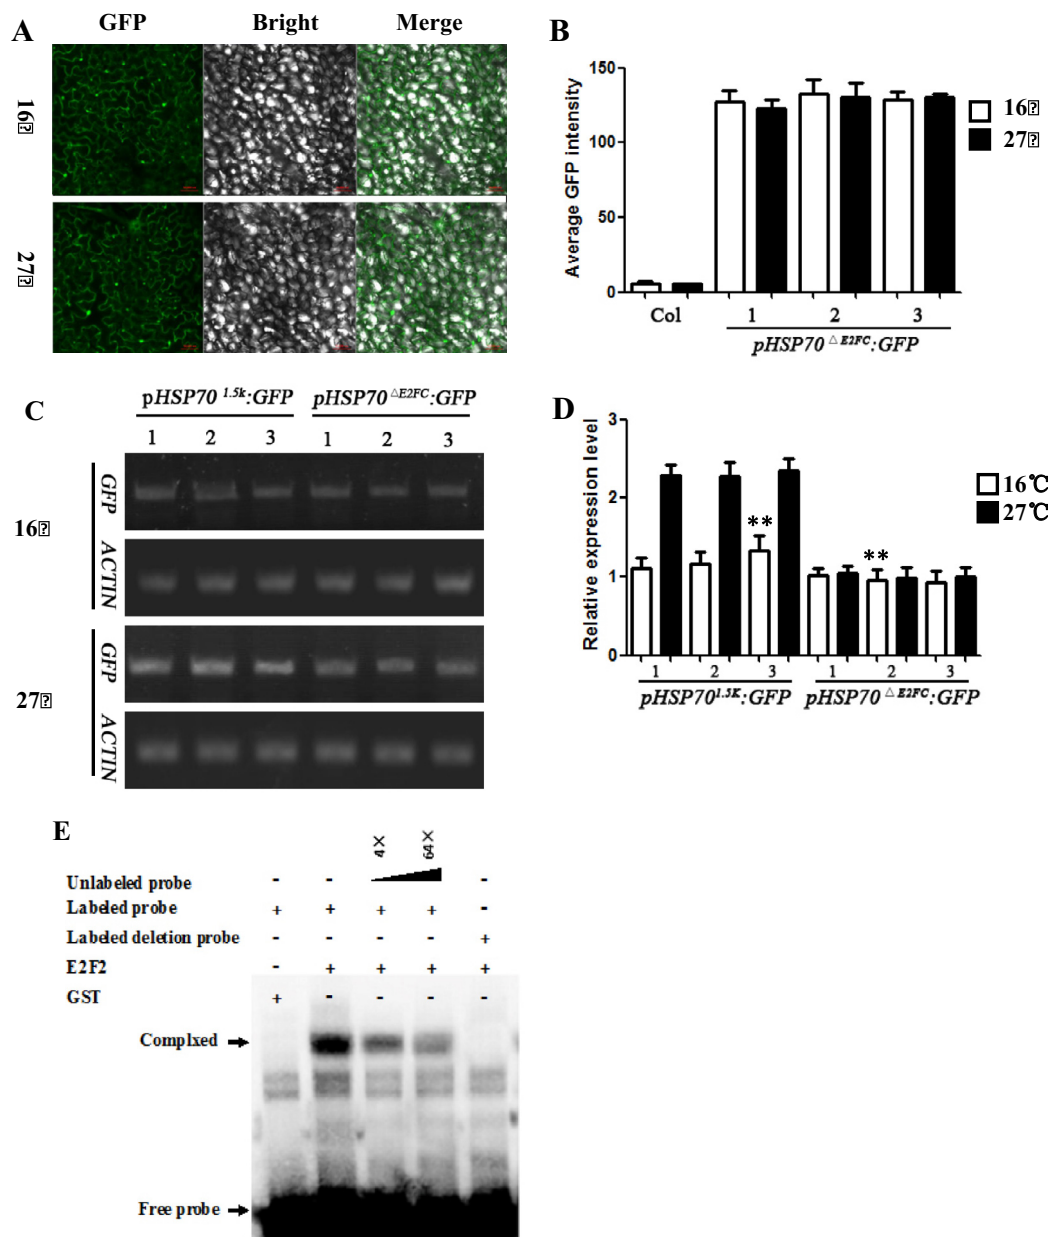 A
GFP Bright Merge
16
27
B
Average GFP intensity
150
100
50
0
Col 1 2 3
pHSP70 △E2FC:GFP
16
27
C
pHSP70 1.5k:GFP pHSP70 △E2FC:GFP
1 2 3 1 2 3
16
GFP
ACTIN
27
GFP
ACTIN
D
Relative expression level
3
2
1
0
** **
1 2 3 1 2 3
pHSP70 1.5K:GFP pHSP70 △E2FC:GFP
16℃
27℃
E
4× 64×
Unlabeled probe - - -
Labeled probe + + + + -
Labeled deletion probe - - - - +
E2F2 - + + + +
GST + - - - -
Complxed
Free probe